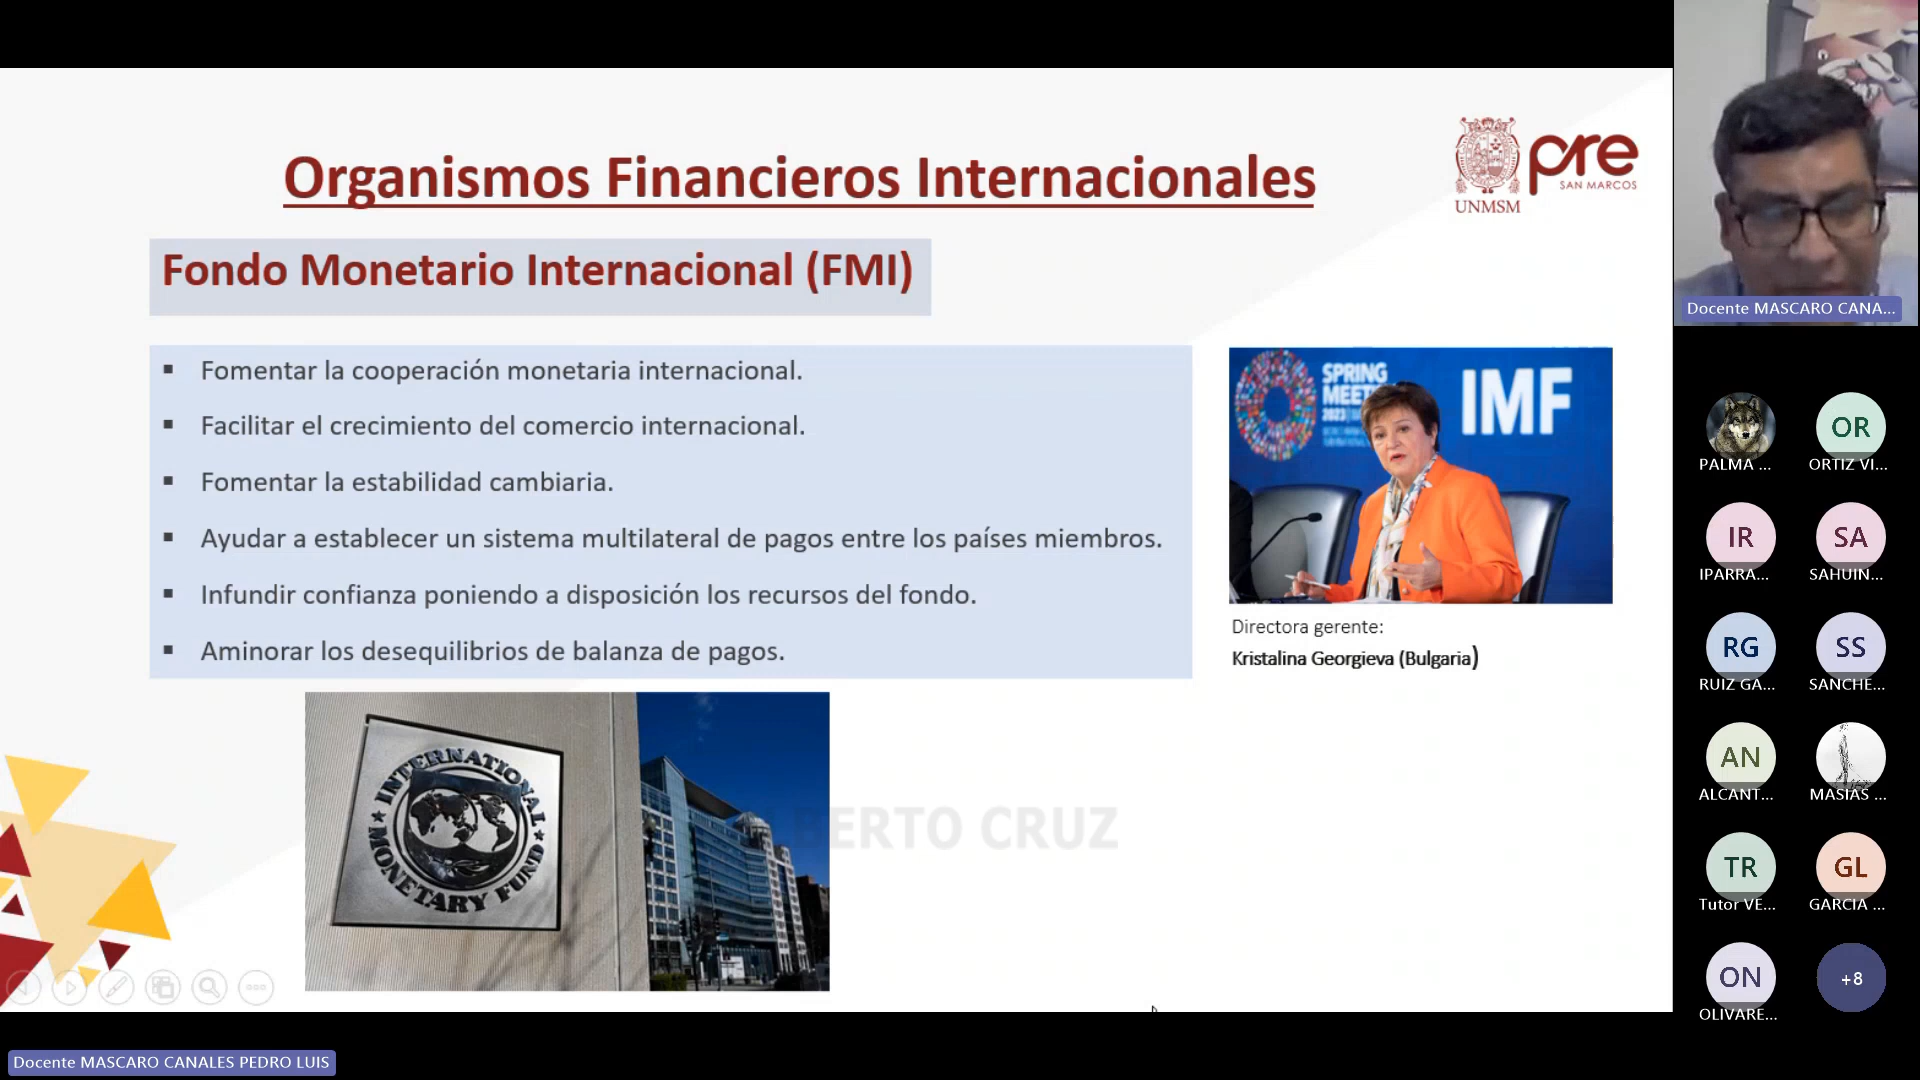 Organismos Financieros Internacionales
UNMSM
pre
SAN MARCOS
Fondo Monetario Internacional (FMI)
▪ Fomentar la cooperación monetaria internacional.
▪ Facilitar el crecimiento del comercio internacional.
▪ Fomentar la estabilidad cambiaria.
▪ Ayudar a establecer un sistema multilateral de pagos entre los países miembros.
▪ Infundir confianza poniendo a disposición los recursos del fondo.
▪ Aminorar los desequilibrios de balanza de pagos.
SPRING
MEET
2023
IMF
Directora gerente:
Kristalina Georgieva (Bulgaria)
INTERNATIONAL
MONETARY FUND
BERTO CRUZ
Docente MASCARO CANA...
PALMA ...
OR
ORTIZ VI...
IR
IPARRA...
SA
SAHUIN...
RG
RUIZ GA...
SS
SANCHE...
AN
ALCANT...
MASIAS ...
TR
Tutor VE...
GL
GARCIA ...
ON
OLIVARE...
+8
Docente MASCARO CANALES PEDRO LUIS